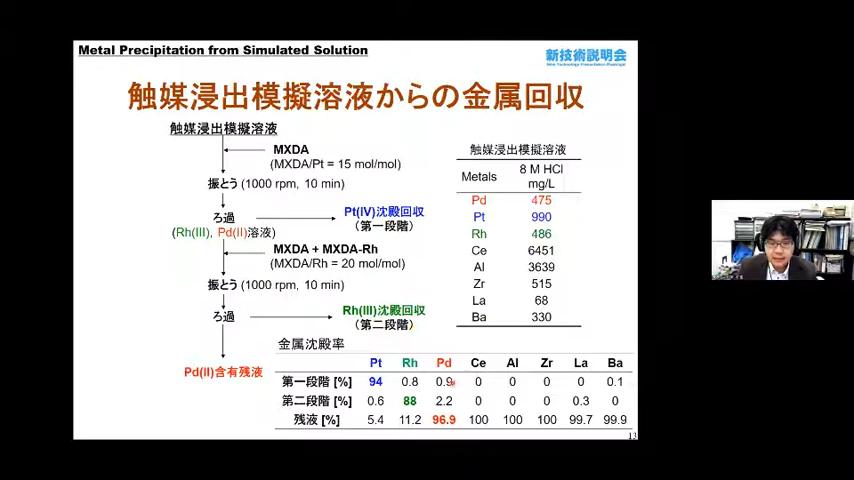 Metal Precipitation from Simulated Solution
新技術説明会
触媒浸出模擬溶液からの金属回収
触媒浸出模擬溶液
MXDA
(MXDA/Pt = 15 mol/mol)
振とう (1000 rpm, 10 min)
ろ過
Pt(IV)沈殿回収
（第一段階）
(Rh(III), Pd(II)溶液)
MXDA + MXDA-Rh
(MXDA/Rh = 20 mol/mol)
振とう (1000 rpm, 10 min)
ろ過
Rh(III)沈殿回収
（第二段階）
Pd(II)含有残液
触媒浸出模擬溶液
Metals 8 M HCl mg/L
Pd 475
Pt 990
Rh 486
Ce 6451
Al 3639
Zr 515
La 68
Ba 330
金属沈殿率
Pt Rh Pd Ce Al Zr La Ba
第一段階 [%] 94 0.8 0.9 0 0 0 0 0.1
第二段階 [%] 0.6 88 2.2 0 0 0 0.3 0
残液 [%] 5.4 11.2 96.9 100 100 100 99.7 99.9
13